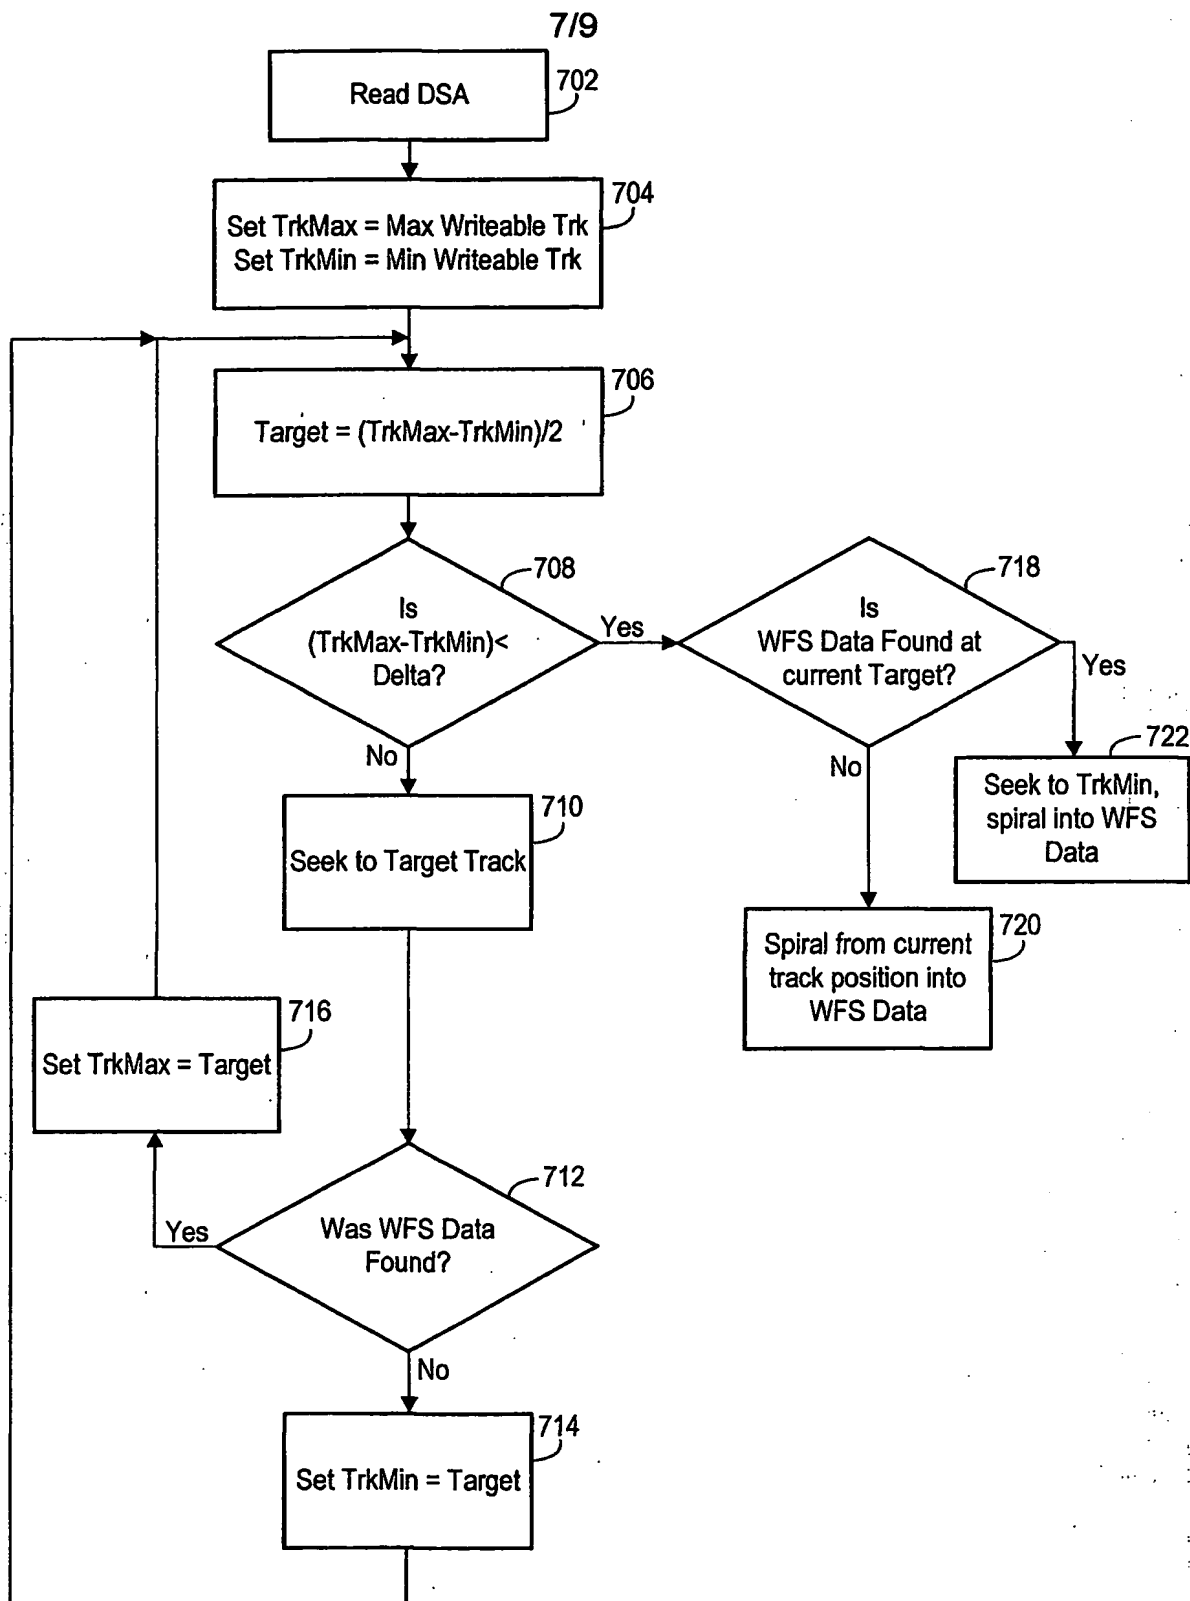 7/9
Read DSA
702
704
Set TrkMax = Max Writeable Trk
Set TrkMin = Min Writeable Trk
706
Target = (TrkMax-TrkMin)/2
708
Is
(TrkMax-TrkMin)<
Delta?
Yes
No
718
Is
WFS Data Found at
current Target?
Yes
No
722
Seek to TrkMin,
spiral into WFS
Data
710
Seek to Target Track
720
Spiral from current
track position into
WFS Data
716
Set TrkMax = Target
712
Was WFS Data
Found?
Yes
No
714
Set TrkMin = Target